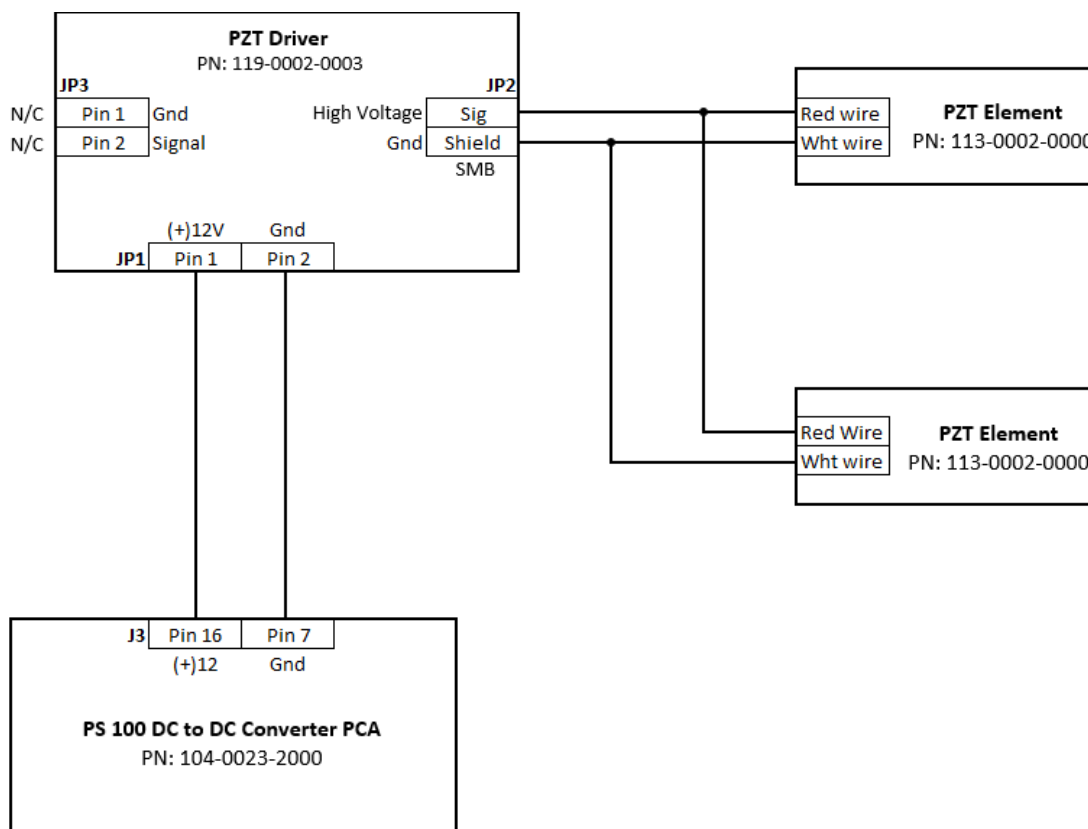 PZT Driver
PN: 119-0002-0003
JP3
JP2
N/C Pin 1 Gnd
High Voltage Sig
N/C Pin 2 Signal
Gnd Shield
SMB
(+)12V Gnd
JP1 Pin 1 Pin 2
Red wire
Wht wire
PZT Element
PN: 113-0002-0000
Red Wire
Wht wire
PZT Element
PN: 113-0002-0000
J3 Pin 16 Pin 7
(+)12 Gnd
PS 100 DC to DC Converter PCA
PN: 104-0023-2000